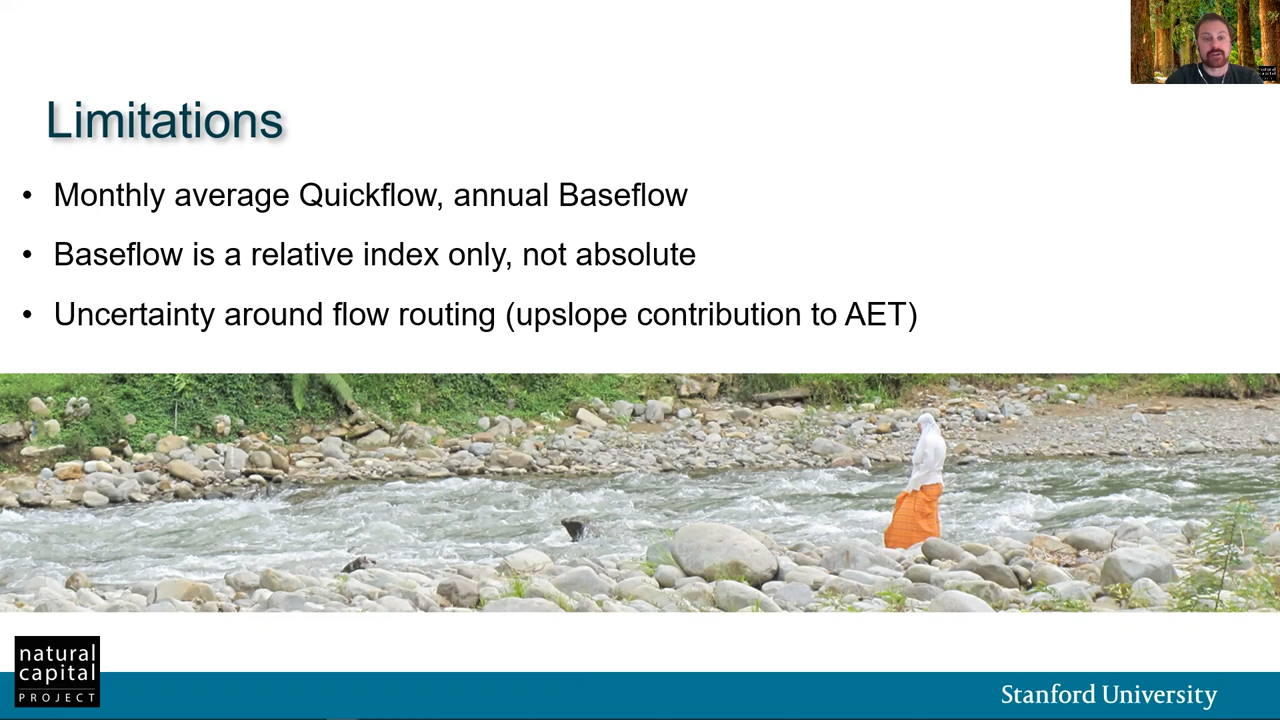 Limitations
• Monthly average Quickflow, annual Baseflow
• Baseflow is a relative index only, not absolute
• Uncertainty around flow routing (upslope contribution to AET)
natural
capital
PROJECT
Stanford University